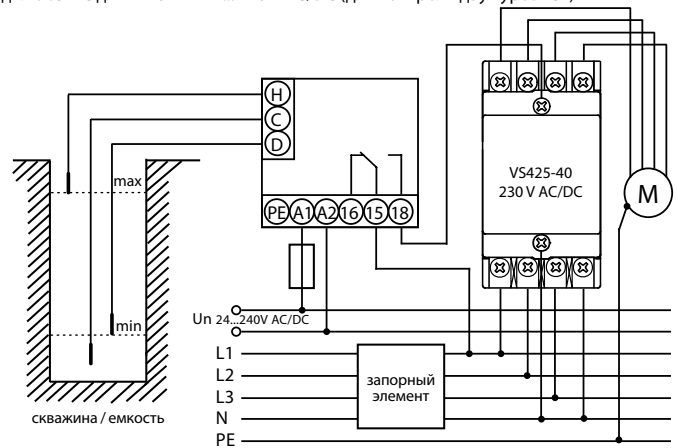 H
C
D
max
min
PE A1 A2 16 15 18
VS425-40
230 V AC/DC
M
Un 24...240V AC/DC
L1
L2
L3
N
PE
запорный
элемент
скважина / емкость